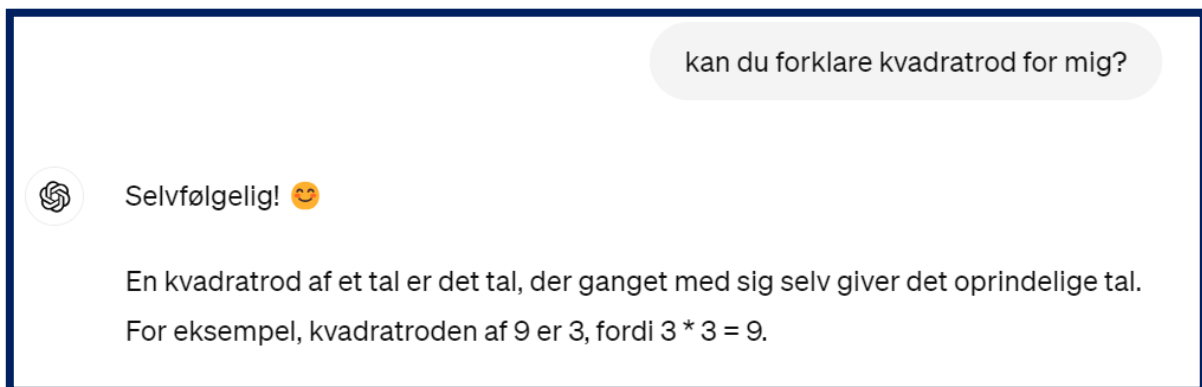 kan du forklare kvadratrod for mig?
Selvfølgelig! 😊
En kvadratrod af et tal er det tal, der ganget med sig selv giver det oprindelige tal.
For eksempel, kvadratroden af 9 er 3, fordi 3 * 3 = 9.